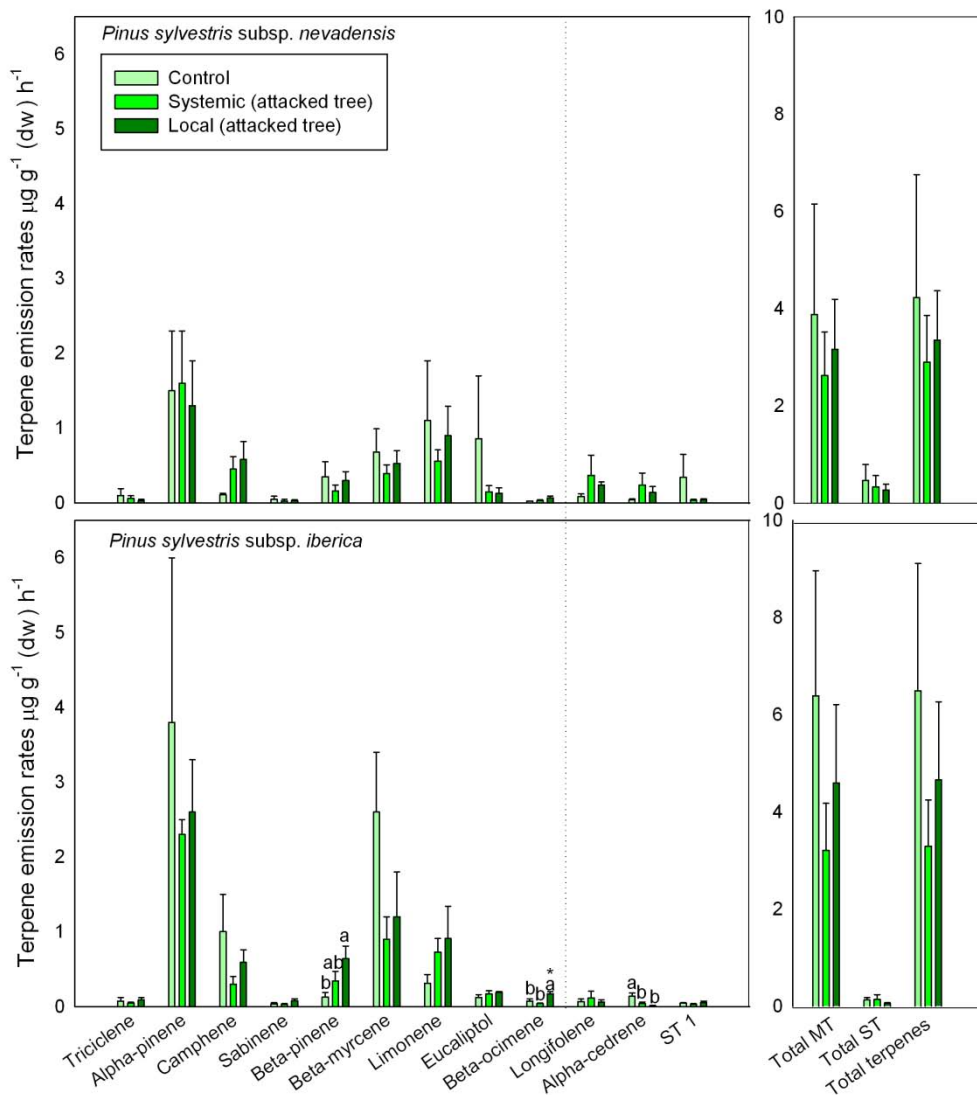 Pinus sylvestris subsp. nevadensis
Control
Systemic (attacked tree)
Local (attacked tree)
Terpene emission rates µg g⁻¹ (dw) h⁻¹
6
5
4
3
2
1
0
10
8
6
4
2
0
Pinus sylvestris subsp. iberica
Terpene emission rates µg g⁻¹ (dw) h⁻¹
6
5
4
3
2
1
0
b
ab
a
b
b
a
*
a
b
b
10
8
6
4
2
0
Triciclene
Alpha-pinene
Camphene
Sabinene
Beta-pinene
Beta-myrcene
Limonene
Eucaliptol
Beta-ocimene
Longifolene
Alpha-cedrene
ST 1
Total MT
Total ST
Total terpenes